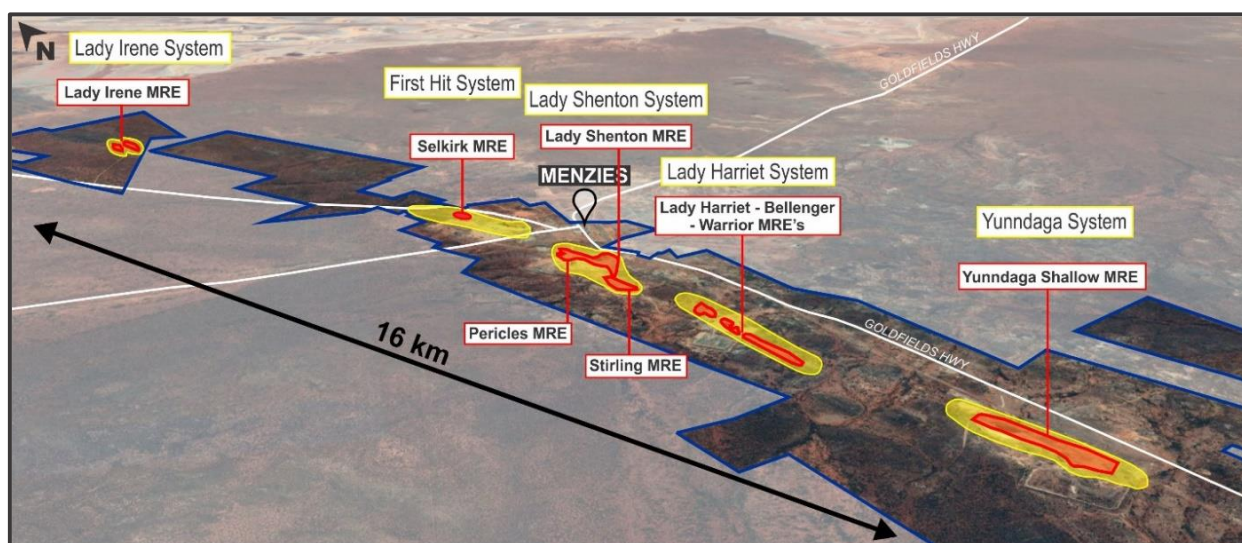 N
Lady Irene System
Lady Irene MRE
First Hit System
Selkirk MRE
Lady Shenton System
Lady Shenton MRE
MENZIES
GOLDFIELDS HWY
Lady Harriet System
Lady Harriet - Bellenger
- Warrior MRE's
Yunndaga System
Yunndaga Shallow MRE
Pericles MRE
Stirling MRE
GOLDFIELDS HWY
16 km